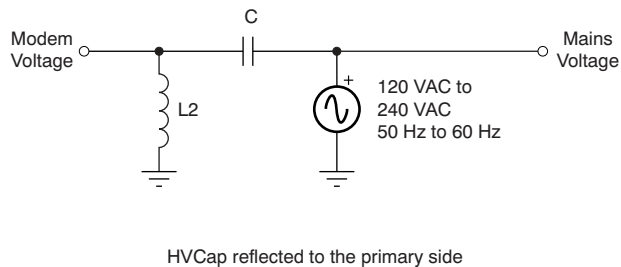 C
Modem
Voltage
Mains
Voltage
L2
+
120 VAC to
240 VAC
50 Hz to 60 Hz
HVCap reflected to the primary side